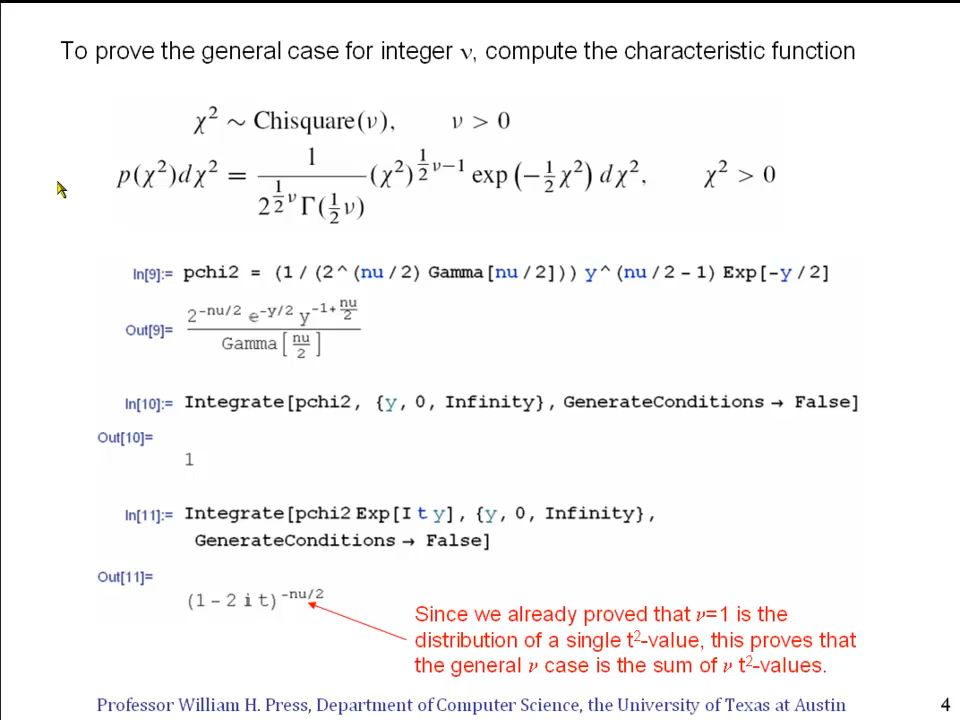 To prove the general case for integer ν, compute the characteristic function
χ² ∼ Chisquare(ν), ν > 0
p(χ²)dχ² = 1 / (2^(½ν) Γ(½ν)) (χ²)^(½ν−1) exp(−½χ²) dχ², χ² > 0
In[9]:= pchi2 = (1 / (2^(nu / 2) Gamma[nu / 2])) y^(nu / 2 - 1) Exp[-y / 2]
Out[9]= 2^(-nu/2) e^(-y/2) y^(-1+nu/2) / Gamma[nu/2]
In[10]:= Integrate[pchi2, {y, 0, Infinity}, GenerateConditions → False]
Out[10]=
1
In[11]:= Integrate[pchi2 Exp[I t y], {y, 0, Infinity},
GenerateConditions → False]
Out[11]=
(1 - 2 i t)^(-nu/2)
Since we already proved that ν=1 is the
distribution of a single t²-value, this proves that
the general ν case is the sum of ν t²-values.
Professor William H. Press, Department of Computer Science, the University of Texas at Austin 4